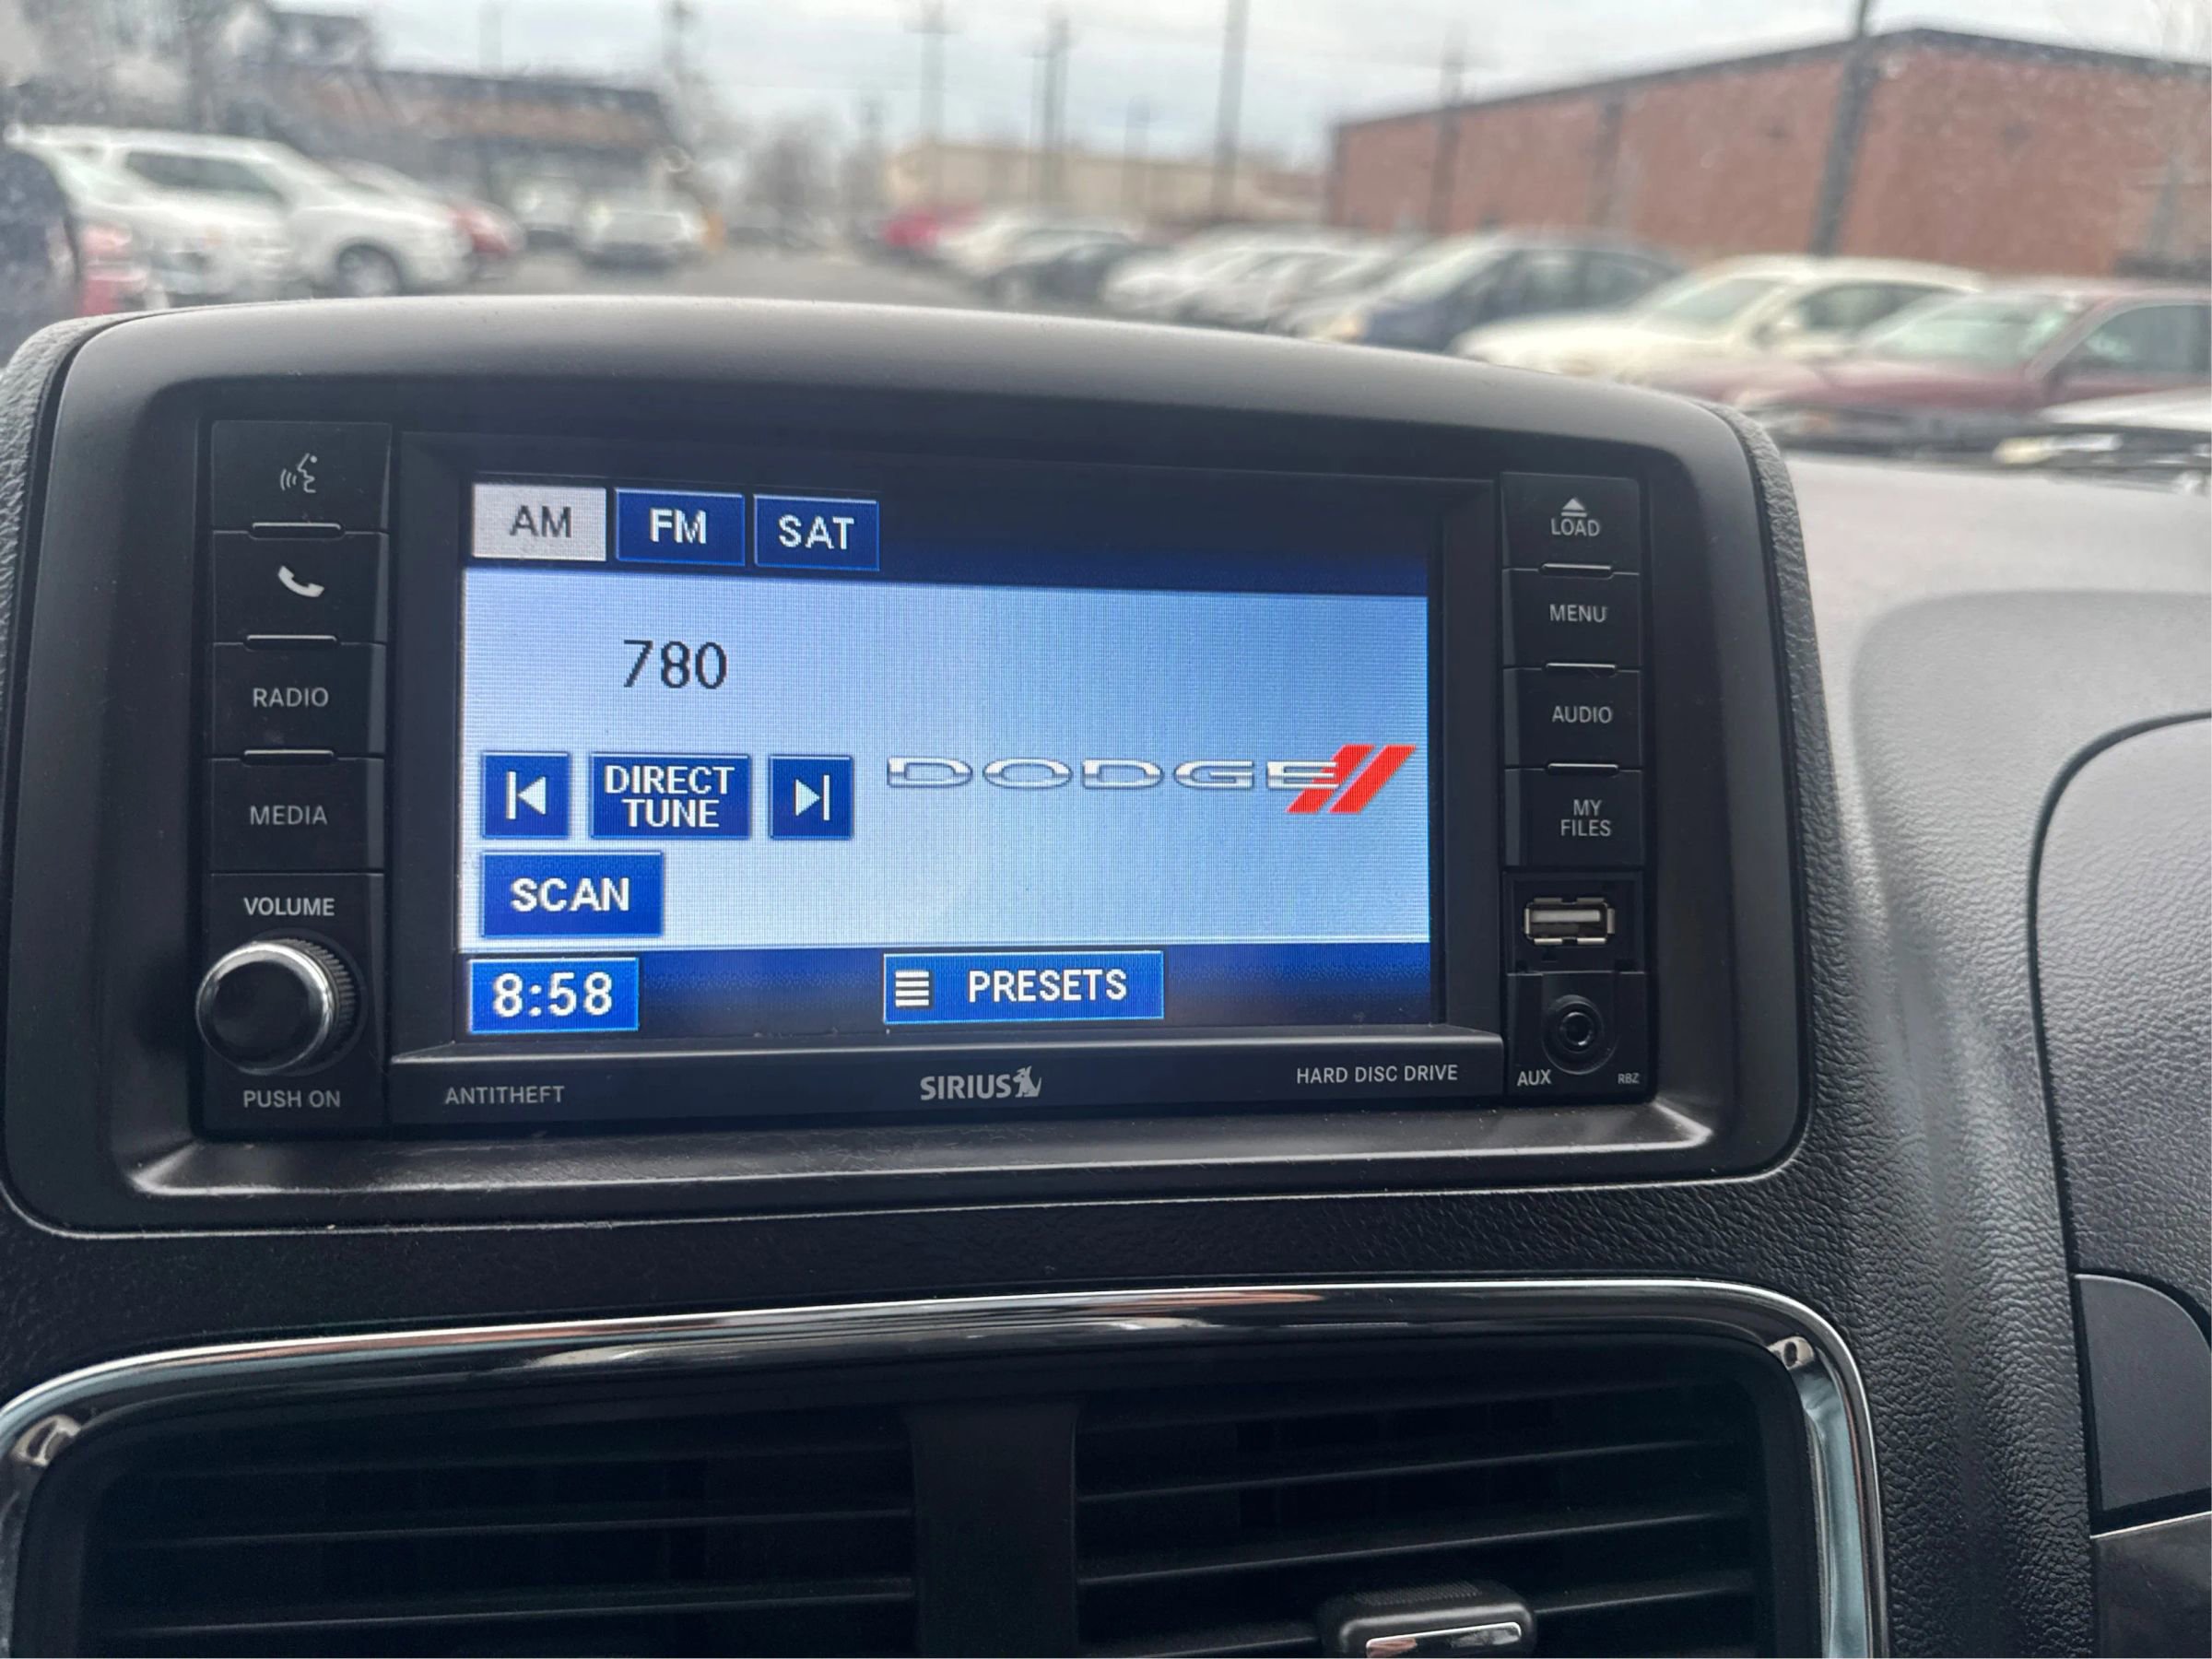 AM FM SAT
780
DIRECT
TUNE
DODGE
SCAN
8:58
PRESETS
RADIO
MEDIA
VOLUME
PUSH ON
ANTITHEFT
SIRIUS
HARD DISC DRIVE
LOAD
MENU
AUDIO
MY
FILES
AUX
RBZ